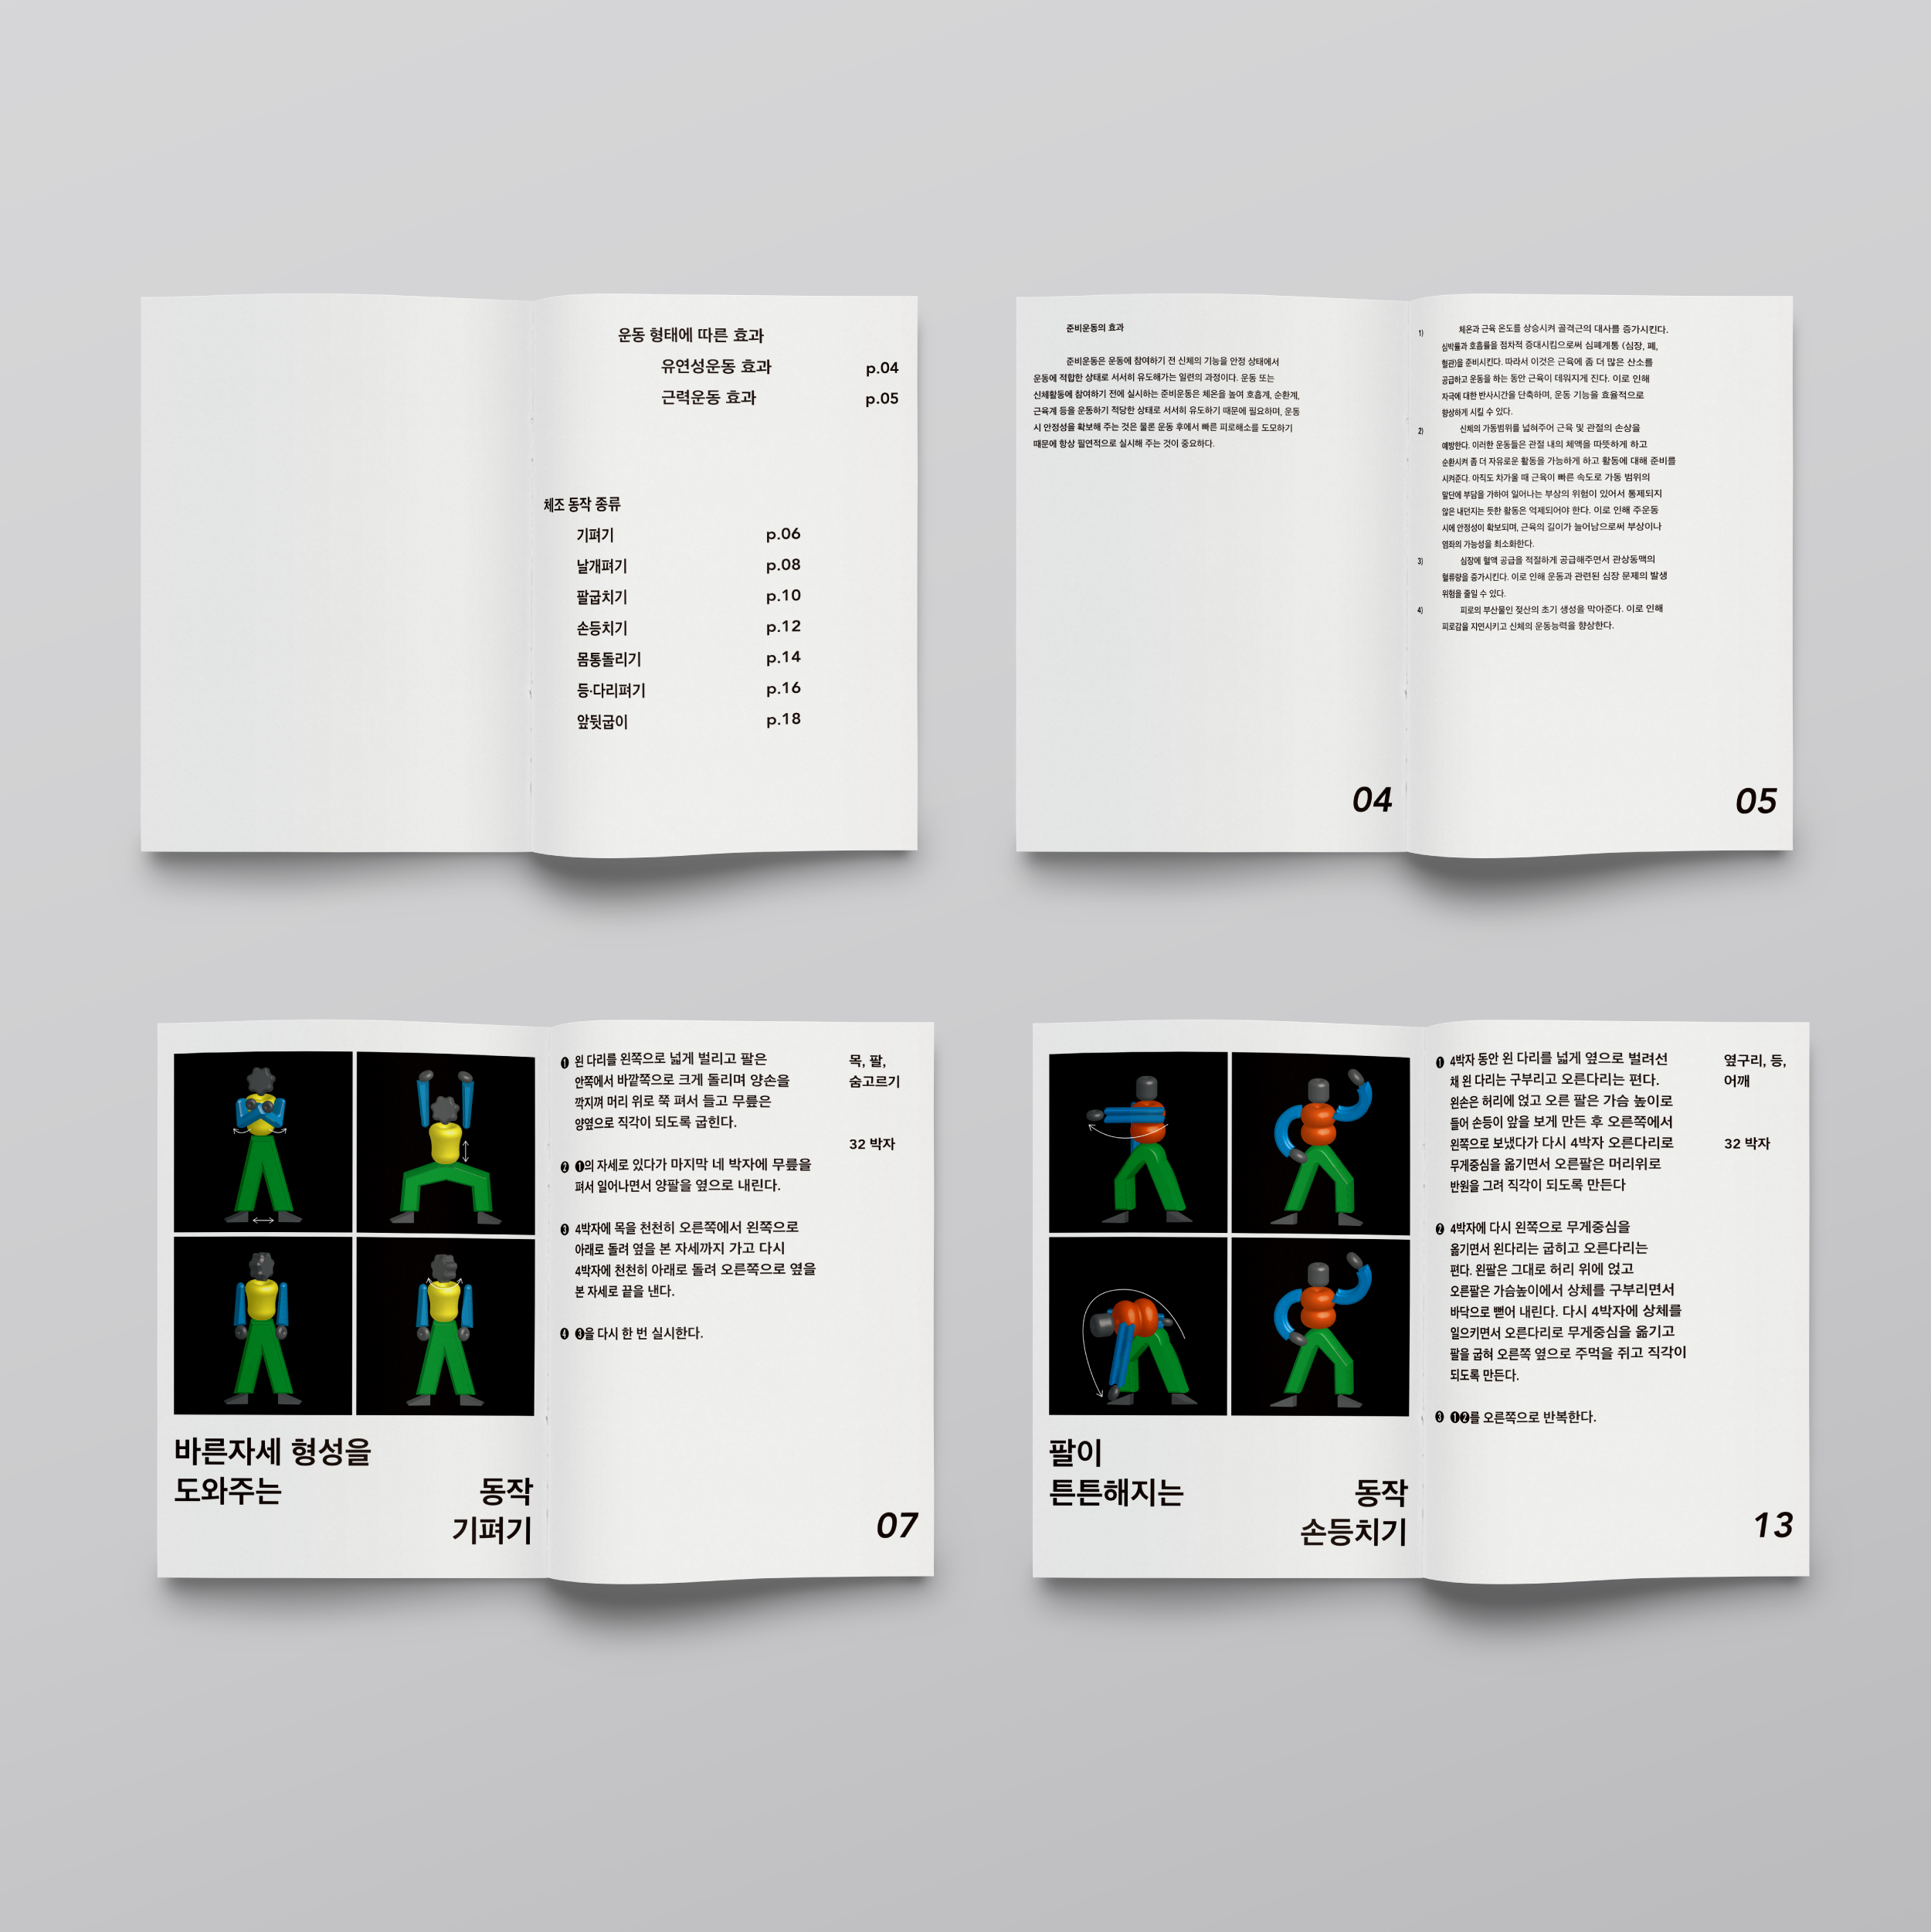 운동 형태에 따른 효과
유연성운동 효과 p.04
근력운동 효과 p.05
체조 동작 종류
기펴기 p.06
날개펴기 p.08
팔굽치기 p.10
손등치기 p.12
몸통돌리기 p.14
등·다리펴기 p.16
앞뒷굽이 p.18
준비운동의 효과
준비운동은 운동에 참여하기 전 신체의 기능을 안정 상태에서
운동에 적합한 상태로 서서히 유도해가는 일련의 과정이다. 운동 또는
신체활동에 참여하기 전에 실시하는 준비운동은 체온을 높여 호흡계, 순환계,
근육계 등을 운동하기 적당한 상태로 서서히 유도하기 때문에 필요하며, 운동
시 안정성을 확보해 주는 것은 물론 운동 후에서 빠른 피로해소를 도모하기
때문에 항상 필연적으로 실시해 주는 것이 중요하다.
04
1) 체온과 근육 온도를 상승시켜 골격근의 대사를 증가시킨다.
심박률과 호흡률을 점차적 증대시킴으로써 심폐계통 (심장, 폐,
혈관)을 준비시킨다. 따라서 이것은 근육에 좀 더 많은 산소를
공급하고 운동을 하는 동안 근육이 데워지게 진다. 이로 인해
자극에 대한 반사시간을 단축하며, 운동 기능을 효율적으로
향상하게 시킬 수 있다.
2) 신체의 가동범위를 넓혀주어 근육 및 관절의 손상을
예방한다. 이러한 운동들은 관절 내의 체액을 따뜻하게 하고
순환시켜 좀 더 자유로운 활동을 가능하게 하고 활동에 대해 준비를
시켜준다. 아직도 차가울 때 근육이 빠른 속도로 가동 범위의
말단에 부담을 가하여 일어나는 부상의 위험이 있어서 통제되지
않은 내던지는 듯한 활동은 억제되어야 한다. 이로 인해 주운동
시에 안정성이 확보되며, 근육의 길이가 늘어남으로써 부상이나
염좌의 가능성을 최소화한다.
3) 심장에 혈액 공급을 적절하게 공급해주면서 관상동맥의
혈류량을 증가시킨다. 이로 인해 운동과 관련된 심장 문제의 발생
위험을 줄일 수 있다.
4) 피로의 부산물인 젖산의 초기 생성을 막아준다. 이로 인해
피로감을 지연시키고 신체의 운동능력을 향상한다.
05
바른자세 형성을
도와주는 동작
기펴기
❶ 왼 다리를 왼쪽으로 넓게 벌리고 팔은
안쪽에서 바깥쪽으로 크게 돌리며 양손을
깍지껴 머리 위로 쭉 펴서 들고 무릎은
양옆으로 직각이 되도록 굽힌다.
❷ ❶의 자세로 있다가 마지막 네 박자에 무릎을
펴서 일어나면서 양팔을 옆으로 내린다.
❸ 4박자에 목을 천천히 오른쪽에서 왼쪽으로
아래로 돌려 옆을 본 자세까지 가고 다시
4박자에 천천히 아래로 돌려 오른쪽으로 옆을
본 자세로 끝을 낸다.
❹ ❸을 다시 한 번 실시한다.
목, 팔,
숨고르기
32 박자
07
팔이
튼튼해지는 동작
손등치기
❶ 4박자 동안 왼 다리를 넓게 옆으로 벌려선
채 왼 다리는 구부리고 오른다리는 편다.
왼손은 허리에 얹고 오른 팔은 가슴 높이로
들어 손등이 앞을 보게 만든 후 오른쪽에서
왼쪽으로 보냈다가 다시 4박자 오른다리로
무게중심을 옮기면서 오른팔은 머리위로
반원을 그려 직각이 되도록 만든다
❷ 4박자에 다시 왼쪽으로 무게중심을
옮기면서 왼다리는 굽히고 오른다리는
편다. 왼팔은 그대로 허리 위에 얹고
오른팔은 가슴높이에서 상체를 구부리면서
바닥으로 뻗어 내린다. 다시 4박자에 상체를
일으키면서 오른다리로 무게중심을 옮기고
팔을 굽혀 오른쪽 옆으로 주먹을 쥐고 직각이
되도록 만든다.
❸ ❶❷를 오른쪽으로 반복한다.
옆구리, 등,
어깨
32 박자
13